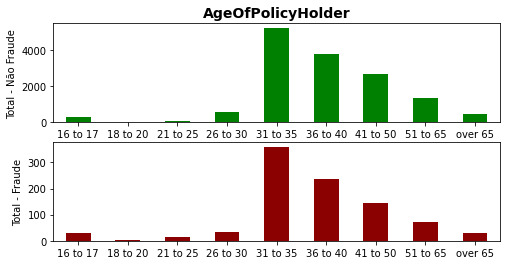 AgeOfPolicyHolder
Total - Não Fraude
4000
2000
0
16 to 17 18 to 20 21 to 25 26 to 30 31 to 35 36 to 40 41 to 50 51 to 65 over 65
Total - Fraude
300
200
100
0
16 to 17 18 to 20 21 to 25 26 to 30 31 to 35 36 to 40 41 to 50 51 to 65 over 65